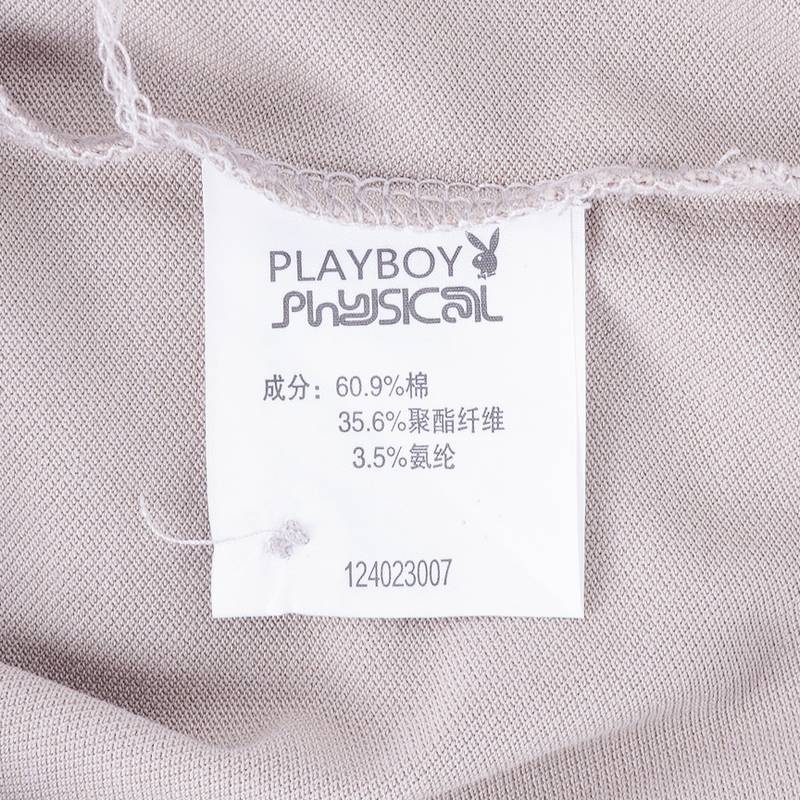 PLAYBOY
PhysicaL
成分：60.9%棉
35.6%聚酯纤维
3.5%氨纶
124023007